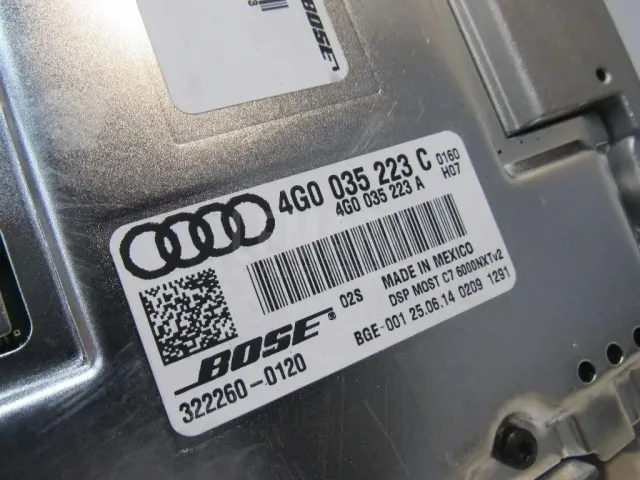 BOSE®
4G0 035 223 C 0160
4G0 035 223 A H07
02S
MADE IN MEXICO
DSP MOST C7 6000NXTv2
BGE-001 25.06.14 0209 1291
BOSE®
322260-0120